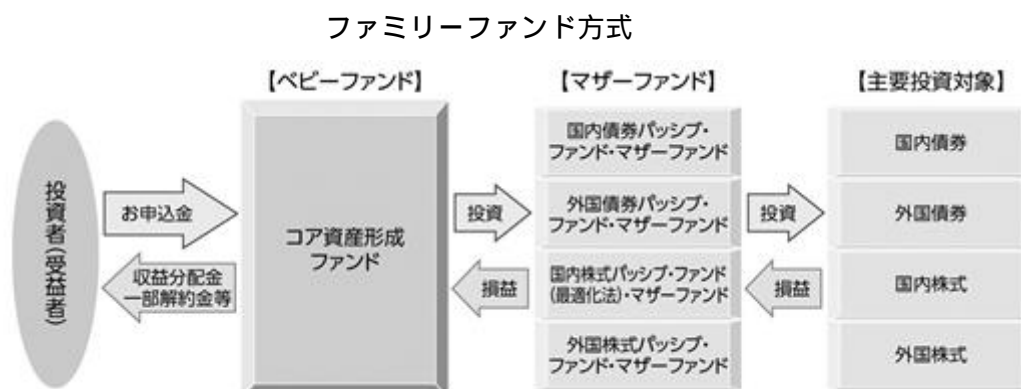 ファミリーファンド方式
【ベビーファンド】
【マザーファンド】
【主要投資対象】
投資者(受益者)
お申込金
収益分配金
一部解約金等
コア資産形成
ファンド
投資
損益
国内債券パッシブ・
ファンド・マザーファンド
外国債券パッシブ・
ファンド・マザーファンド
国内株式パッシブ・ファンド
(最適化法)・マザーファンド
外国株式パッシブ・
ファンド・マザーファンド
投資
損益
国内債券
外国債券
国内株式
外国株式